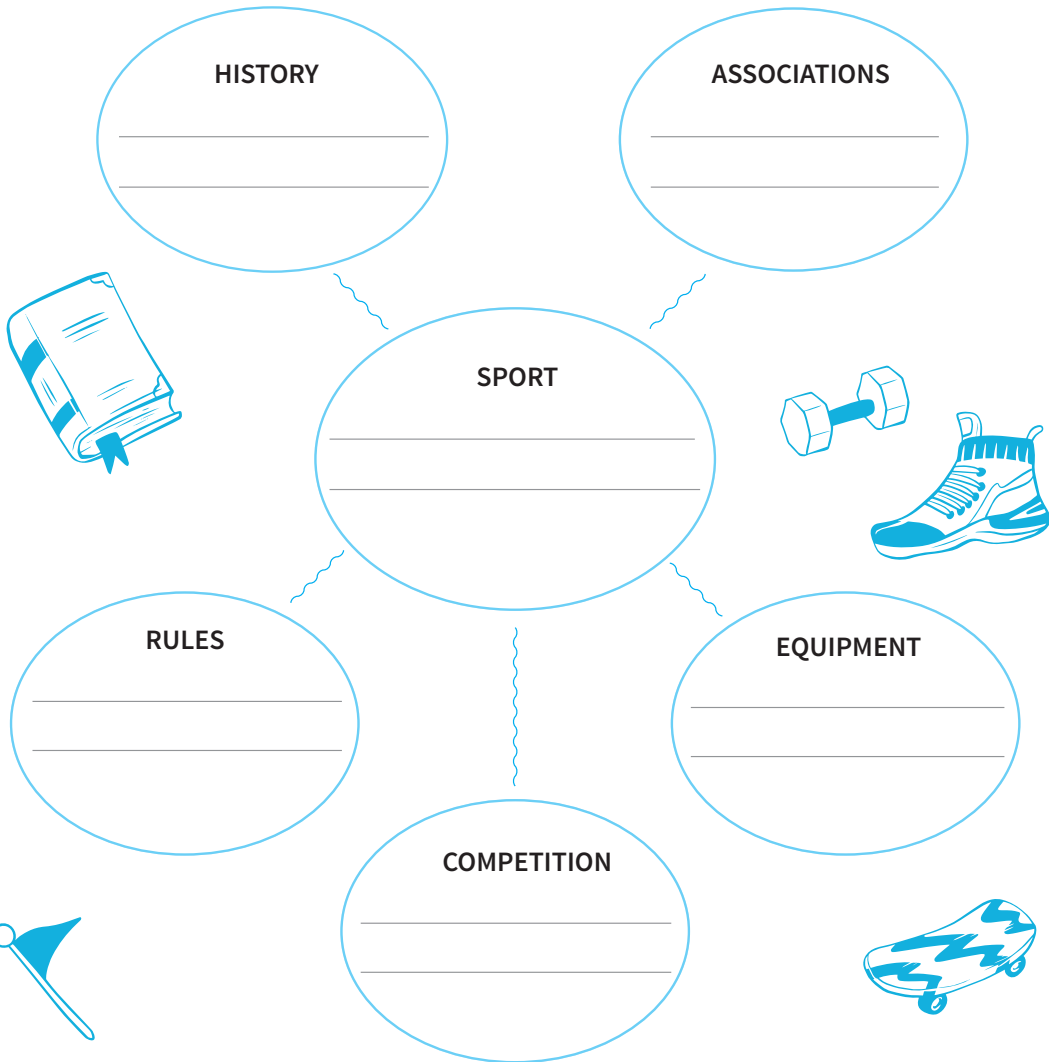 HISTORY
ASSOCIATIONS
SPORT
RULES
EQUIPMENT
COMPETITION